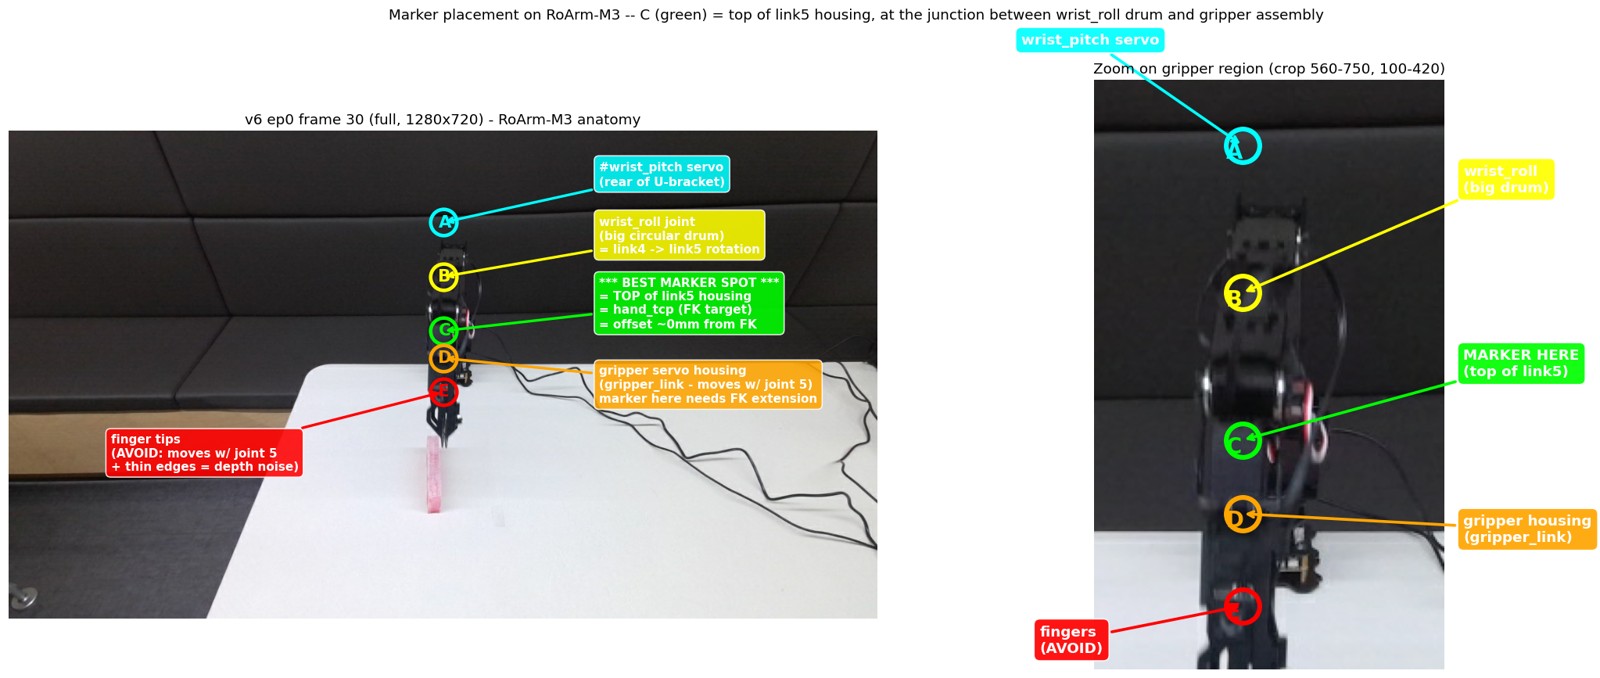 Marker placement on RoArm-M3 -- C (green) = top of link5 housing, at the junction between wrist_roll drum and gripper assembly
v6 ep0 frame 30 (full, 1280x720) - RoArm-M3 anatomy
A
#wrist_pitch servo
(rear of U-bracket)
B
wrist_roll joint
(big circular drum)
= link4 -> link5 rotation
C
*** BEST MARKER SPOT ***
= TOP of link5 housing
= hand_tcp (FK target)
= offset ~0mm from FK
D
gripper servo housing
(gripper_link - moves w/ joint 5)
marker here needs FK extension
E
finger tips
(AVOID: moves w/ joint 5
+ thin edges = depth noise)
wrist_pitch servo
Zoom on gripper region (crop 560-750, 100-420)
A
wrist_roll
(big drum)
B
MARKER HERE
(top of link5)
C
gripper housing
(gripper_link)
D
E
fingers
(AVOID)